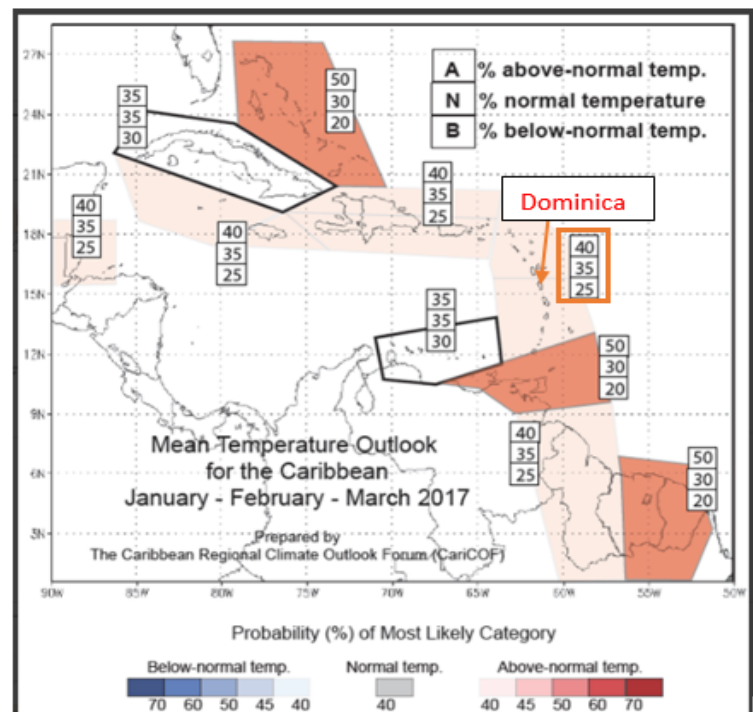 27N
24N
21N
18N
15N
12N
9N
6N
3N
A % above-normal temp.
N % normal temperature
B % below-normal temp.
50
30
20
35
35
30
40
35
25
Dominica
40
35
25
40
35
25
40
35
25
35
35
30
50
30
20
40
35
25
50
30
20
Mean Temperature Outlook
for the Caribbean
January - February - March 2017
Prepared by
The Caribbean Regional Climate Outlook Forum (CariCOF)
90W 85W 80W 75W 70W 65W 60W 55W 50W
Probability (%) of Most Likely Category
Below-normal temp. Normal temp. Above-normal temp.
70 60 50 45 40 40 40 45 50 60 70